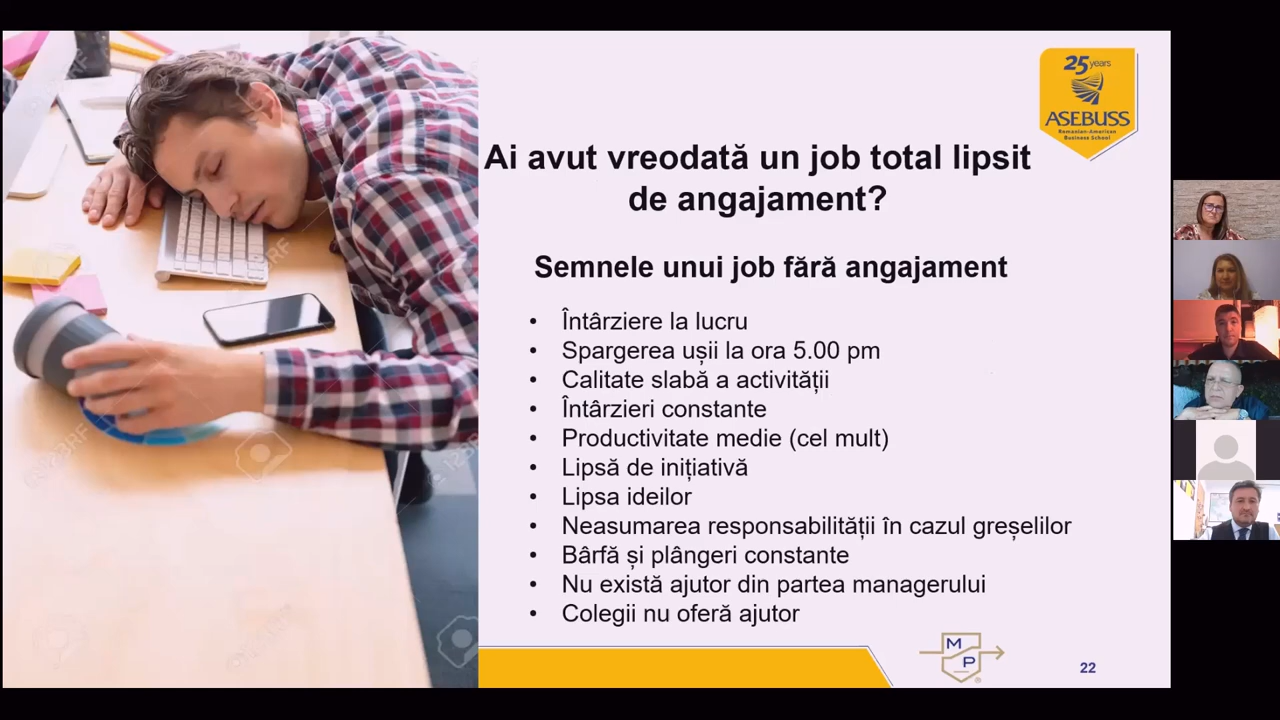 25 years
ASEBUSS
Romanian-American
Business School
Ai avut vreodată un job total lipsit
de angajament?
Semnele unui job fără angajament
• Întârziere la lucru
• Spargerea ușii la ora 5.00 pm
• Calitate slabă a activității
• Întârzieri constante
• Productivitate medie (cel mult)
• Lipsă de inițiativă
• Lipsa ideilor
• Neasumarea responsabilității în cazul greșelilor
• Bârfă și plângeri constante
• Nu există ajutor din partea managerului
• Colegii nu oferă ajutor
M
P
®
22
123RF